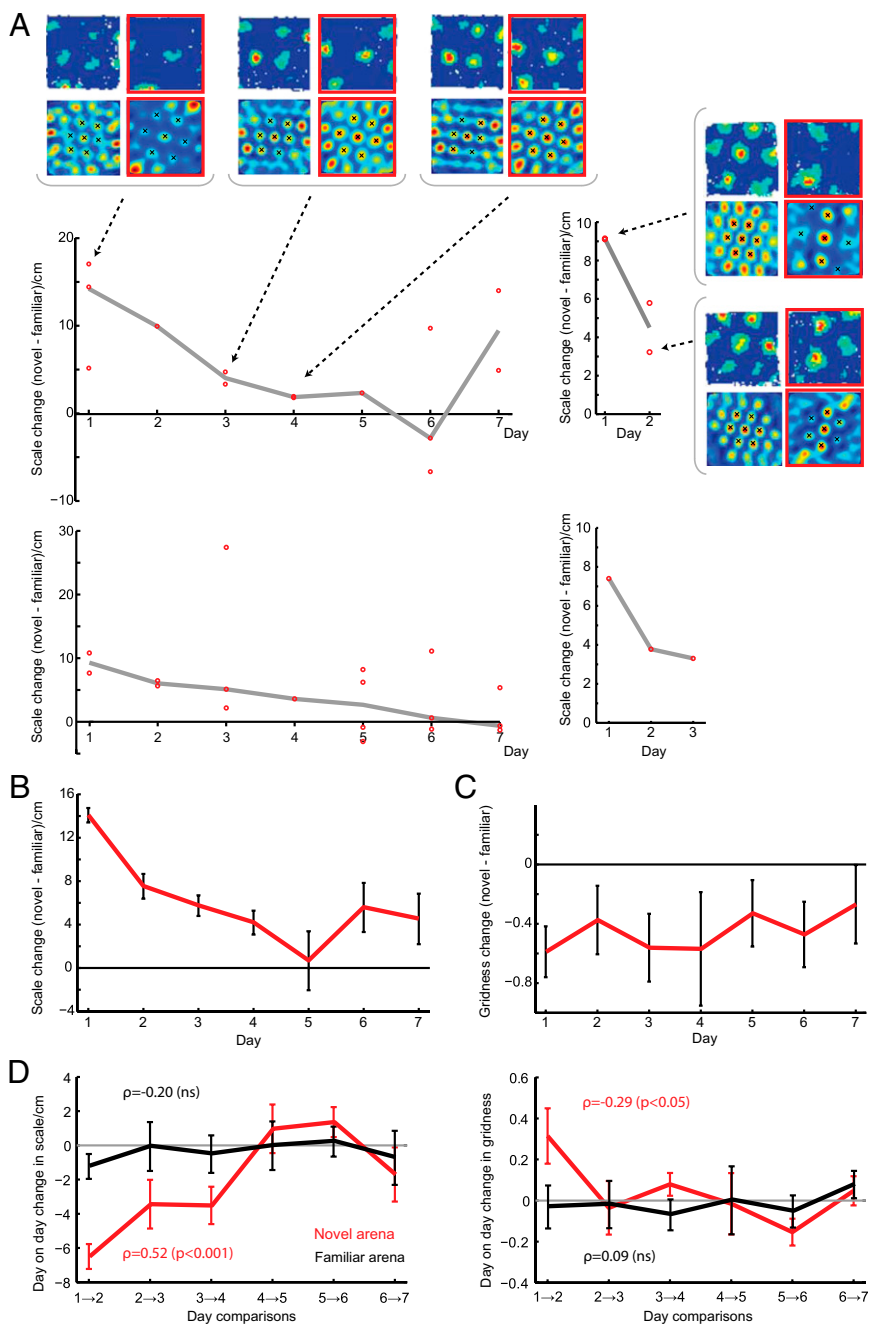 A
Scale change (novel - familiar)/cm
20
10
0
−10
1 2 3 4 5 6 7
Day
Scale change (novel - familiar)/cm
10
8
6
4
2
0
1 2
Day
Scale change (novel - familiar)/cm
30
20
10
0
1 2 3 4 5 6 7
Day
Scale change (novel - familiar)/cm
10
8
6
4
2
0
1 2 3
Day
B
Scale change (novel - familiar)/cm
16
12
8
4
0
−4
1 2 3 4 5 6 7
Day
C
Gridness change (novel - familiar)
0
−0.4
−0.8
1 2 3 4 5 6 7
Day
D
Day on day change in scale/cm
4
2
0
−2
−4
−6
−8
ρ=-0.20 (ns)
ρ=0.52 (p<0.001)
Novel arena
Familiar arena
1→2 2→3 3→4 4→5 5→6 6→7
Day comparisons
Day on day change in gridness
0.6
0.4
0.2
0
−0.2
−0.4
ρ=-0.29 (p<0.05)
ρ=0.09 (ns)
1→2 2→3 3→4 4→5 5→6 6→7
Day comparisons